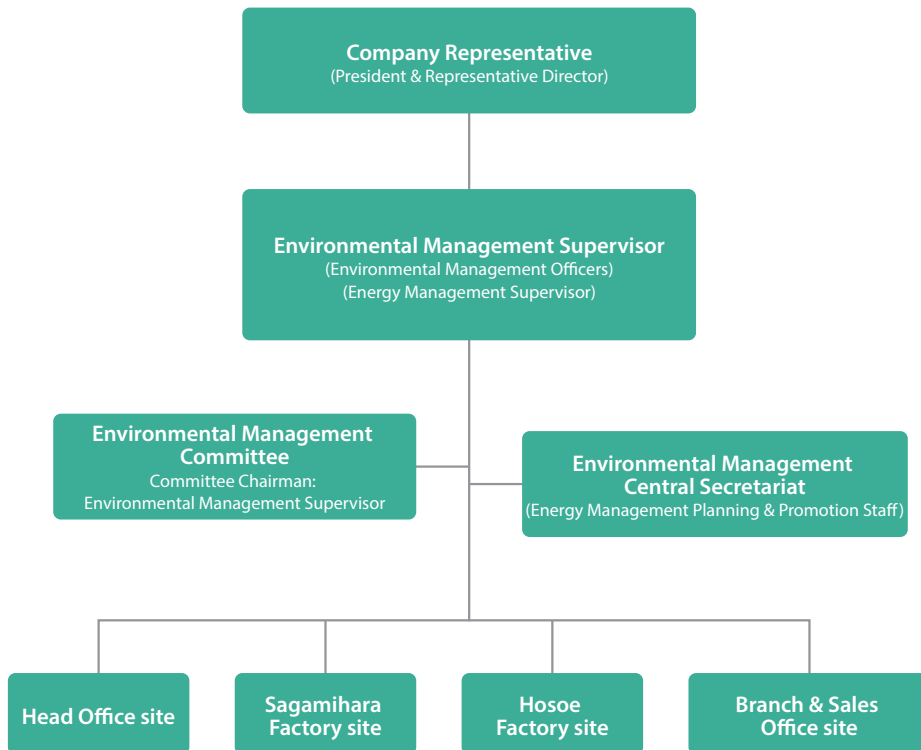 Company Representative
(President & Representative Director)
Environmental Management Supervisor
(Environmental Management Officers)
(Energy Management Supervisor)
Environmental Management
Committee
Committee Chairman:
Environmental Management Supervisor
Environmental Management
Central Secretariat
(Energy Management Planning & Promotion Staff)
Head Office site
Sagamihara
Factory site
Hosoe
Factory site
Branch & Sales
Office site